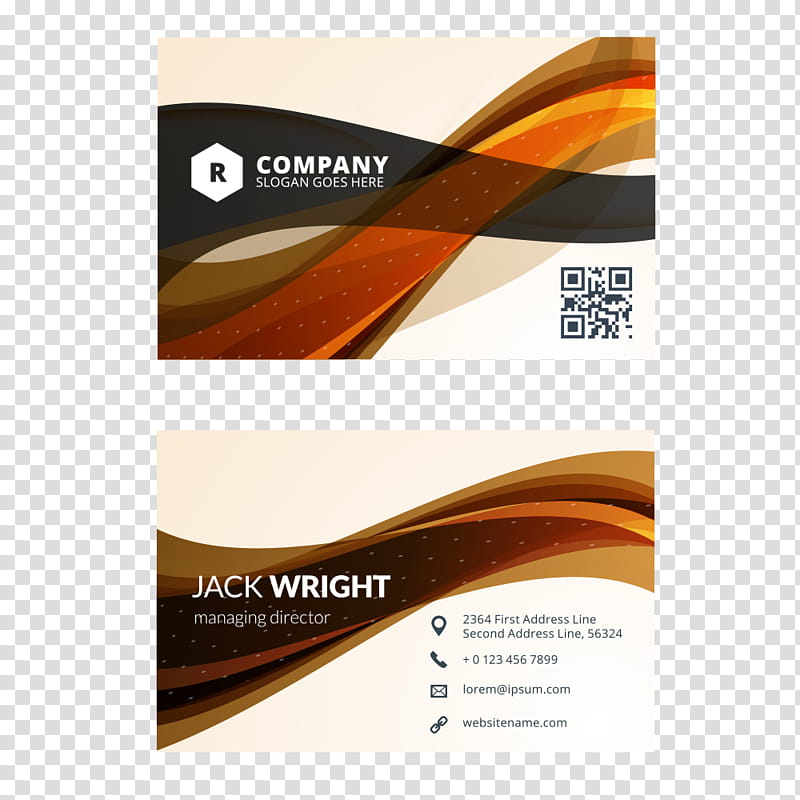 R
COMPANY
SLOGAN GOES HERE
JACK WRIGHT
managing director
2364 First Address Line
Second Address Line, 56324
+ 0 123 456 7899
lorem@ipsum.com
websitename.com